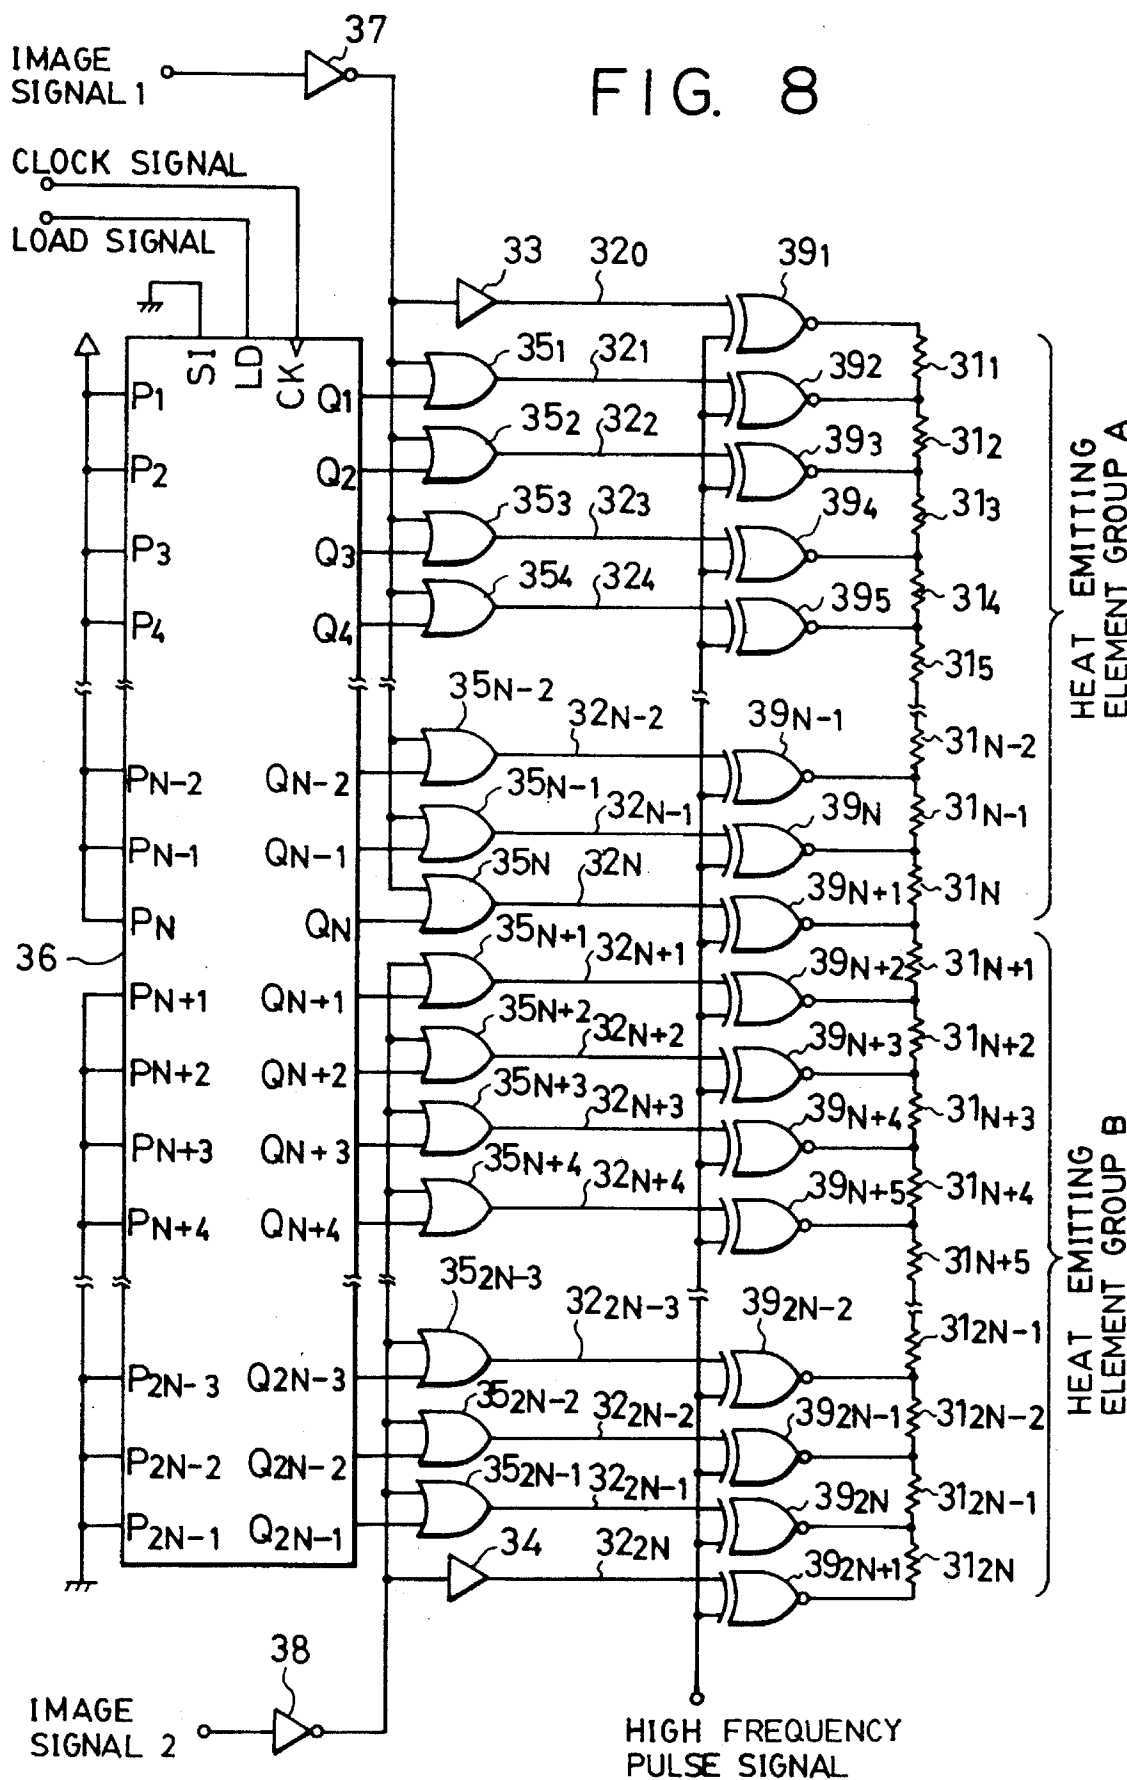 FIG. 8
IMAGE
SIGNAL 1
37
CLOCK SIGNAL
LOAD SIGNAL
SI
LD
CK
33
32₀
39₁
P₁
Q₁
35₁
32₁
39₂
31₁
P₂
Q₂
35₂
32₂
39₃
31₂
P₃
Q₃
35₃
32₃
39₄
31₃
P₄
Q₄
35₄
32₄
39₅
31₄
31₅
HEAT EMITTING
ELEMENT GROUP A
PN-2
QN-2
35N-2
32N-2
39N-1
31N-2
PN-1
QN-1
35N-1
32N-1
39N
31N-1
PN
QN
35N
32N
39N+1
31N
36
PN+1
QN+1
35N+1
32N+1
39N+2
31N+1
PN+2
QN+2
35N+2
32N+2
39N+3
31N+2
PN+3
QN+3
35N+3
32N+3
39N+4
31N+3
PN+4
QN+4
35N+4
32N+4
39N+5
31N+4
31N+5
HEAT EMITTING
ELEMENT GROUP B
P2N-3
Q2N-3
35₂N-3
32₂N-3
39₂N-2
31₂N-1
P2N-2
Q2N-2
35₂N-2
32₂N-2
39₂N-1
31₂N-2
P2N-1
Q2N-1
35₂N-1
32₂N-1
39₂N
31₂N-1
34
32₂N
39₂N+1
31₂N
38
IMAGE
SIGNAL 2
HIGH FREQUENCY
PULSE SIGNAL